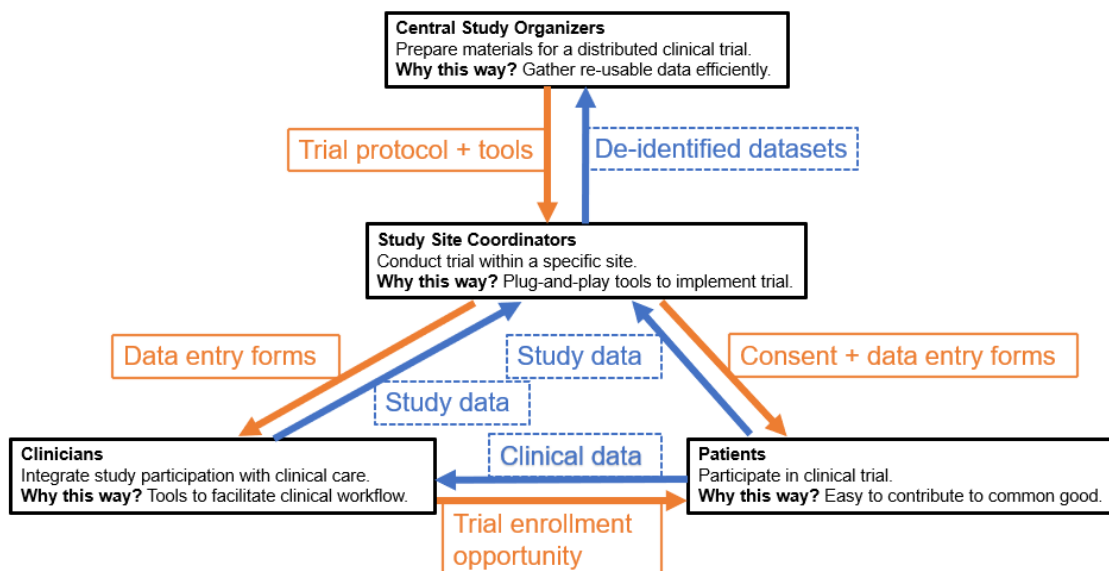 Central Study Organizers
Prepare materials for a distributed clinical trial.
Why this way? Gather re-usable data efficiently.
Trial protocol + tools
De-identified datasets
Study Site Coordinators
Conduct trial within a specific site.
Why this way? Plug-and-play tools to implement trial.
Data entry forms
Study data
Consent + data entry forms
Study data
Clinicians
Integrate study participation with clinical care.
Why this way? Tools to facilitate clinical workflow.
Clinical data
Patients
Participate in clinical trial.
Why this way? Easy to contribute to common good.
Trial enrollment
opportunity